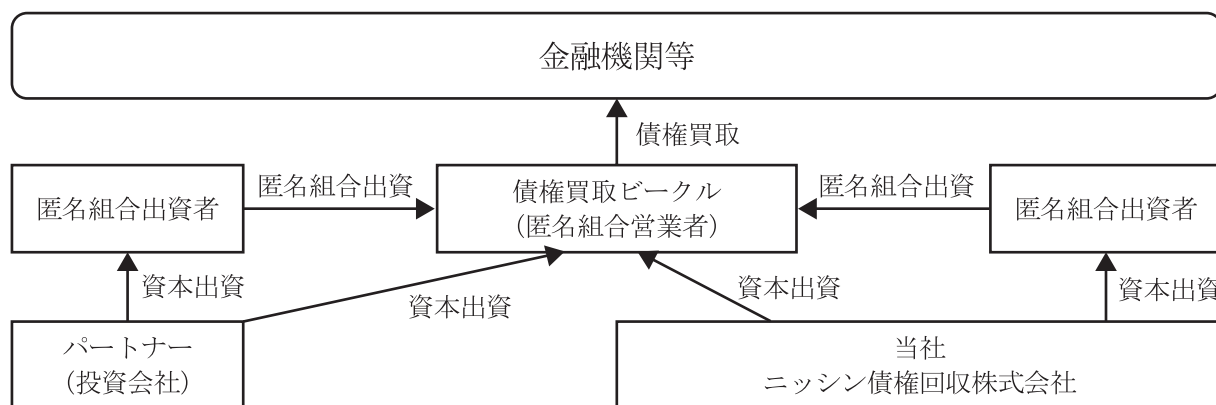 金融機関等
債権買取
匿名組合出資者
匿名組合出資
債権買取ビークル
（匿名組合営業者）
匿名組合出資
匿名組合出資者
資本出資
資本出資
資本出資
資本出資
パートナー
（投資会社）
当社
ニッシン債権回収株式会社